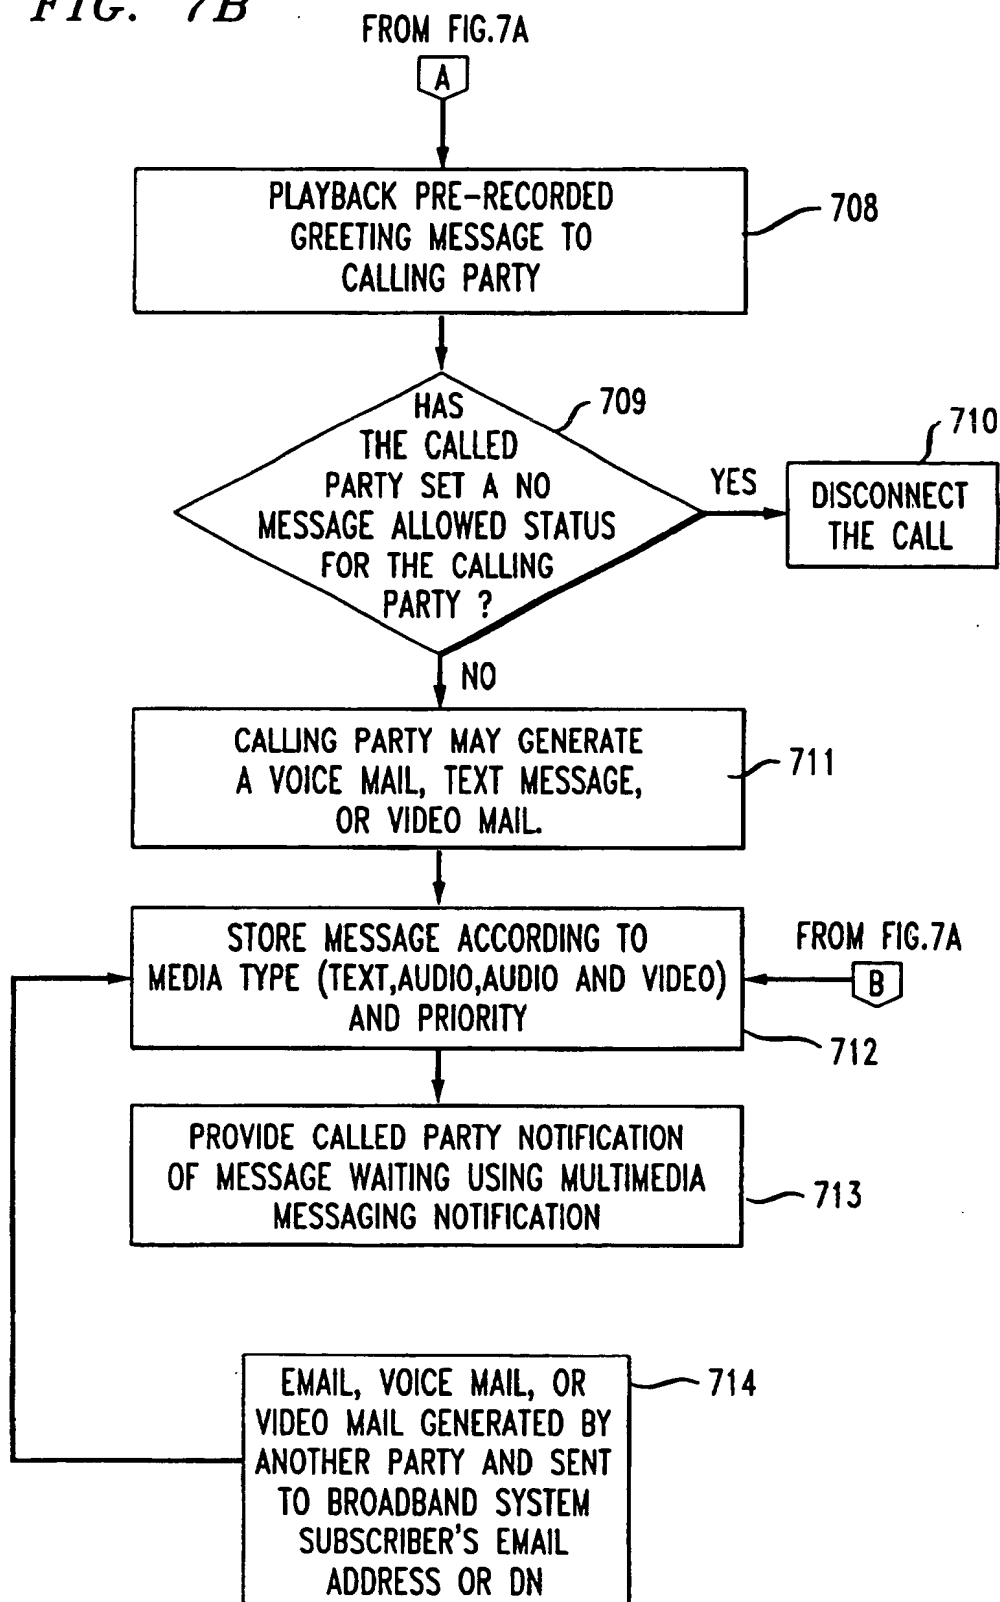 FIG. 7B
FROM FIG.7A
A
PLAYBACK PRE-RECORDED
GREETING MESSAGE TO
CALLING PARTY
708
HAS
THE CALLED
PARTY SET A NO
MESSAGE ALLOWED STATUS
FOR THE CALLING
PARTY ?
709
YES
710
DISCONNECT
THE CALL
NO
CALLING PARTY MAY GENERATE
A VOICE MAIL, TEXT MESSAGE,
OR VIDEO MAIL.
711
STORE MESSAGE ACCORDING TO
MEDIA TYPE (TEXT,AUDIO,AUDIO AND VIDEO)
AND PRIORITY
FROM FIG.7A
B
712
PROVIDE CALLED PARTY NOTIFICATION
OF MESSAGE WAITING USING MULTIMEDIA
MESSAGING NOTIFICATION
713
EMAIL, VOICE MAIL, OR
VIDEO MAIL GENERATED BY
ANOTHER PARTY AND SENT
TO BROADBAND SYSTEM
SUBSCRIBER'S EMAIL
ADDRESS OR DN
714